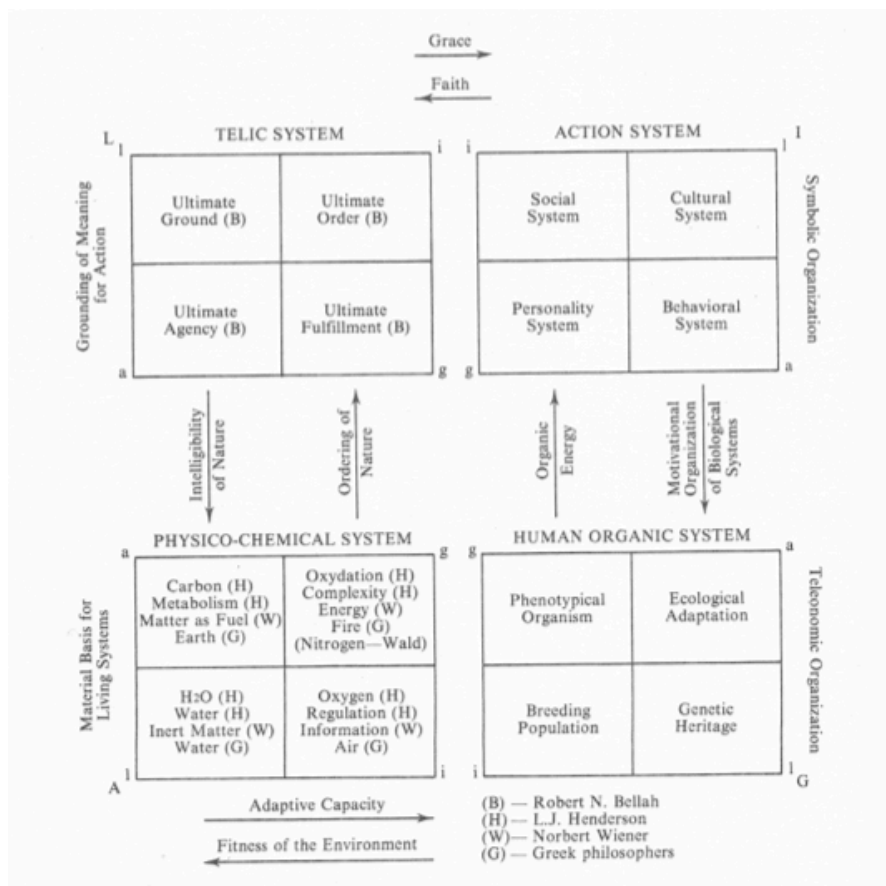 Grace
Faith
TELIC SYSTEM
ACTION SYSTEM
L
l
i
i
l
I
Grounding of Meaning
for Action
Ultimate
Ground (B)
Ultimate
Order (B)
Social
System
Cultural
System
Symbolic Organization
Ultimate
Agency (B)
Ultimate
Fulfillment (B)
Personality
System
Behavioral
System
a
g
g
a
Intelligibility
of Nature
Ordering of
Nature
Organic
Energy
Motivational
Organization
of Biological
Systems
PHYSICO-CHEMICAL SYSTEM
HUMAN ORGANIC SYSTEM
a
g
g
a
Material Basis for
Living Systems
Carbon (H)
Metabolism (H)
Matter as Fuel (W)
Earth (G)
Oxydation (H)
Complexity (H)
Energy (W)
Fire (G)
(Nitrogen—Wald)
Phenotypical
Organism
Ecological
Adaptation
Teleonomic Organization
H2O (H)
Water (H)
Inert Matter (W)
Water (G)
Oxygen (H)
Regulation (H)
Information (W)
Air (G)
Breeding
Population
Genetic
Heritage
A
l
i
i
l
G
Adaptive Capacity
Fitness of the Environment
(B) — Robert N. Bellah
(H) — L.J. Henderson
(W) — Norbert Wiener
(G) — Greek philosophers